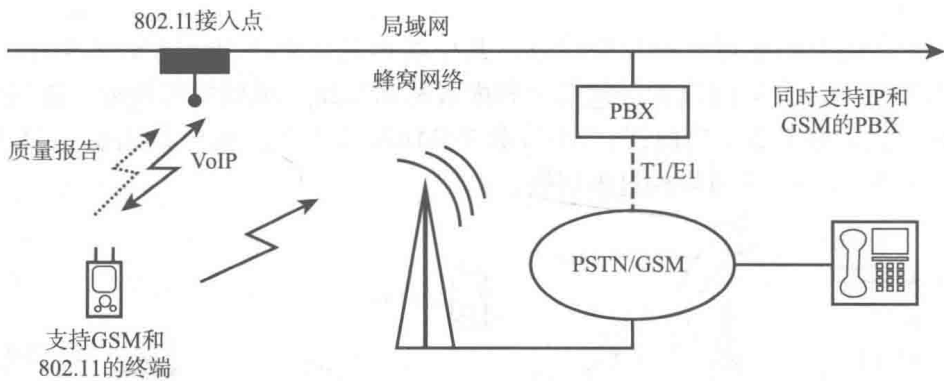 802.11接入点
局域网
蜂窝网络
PBX
同时支持IP和
GSM的PBX
质量报告
VoIP
T1/E1
PSTN/GSM
支持GSM和
802.11的终端